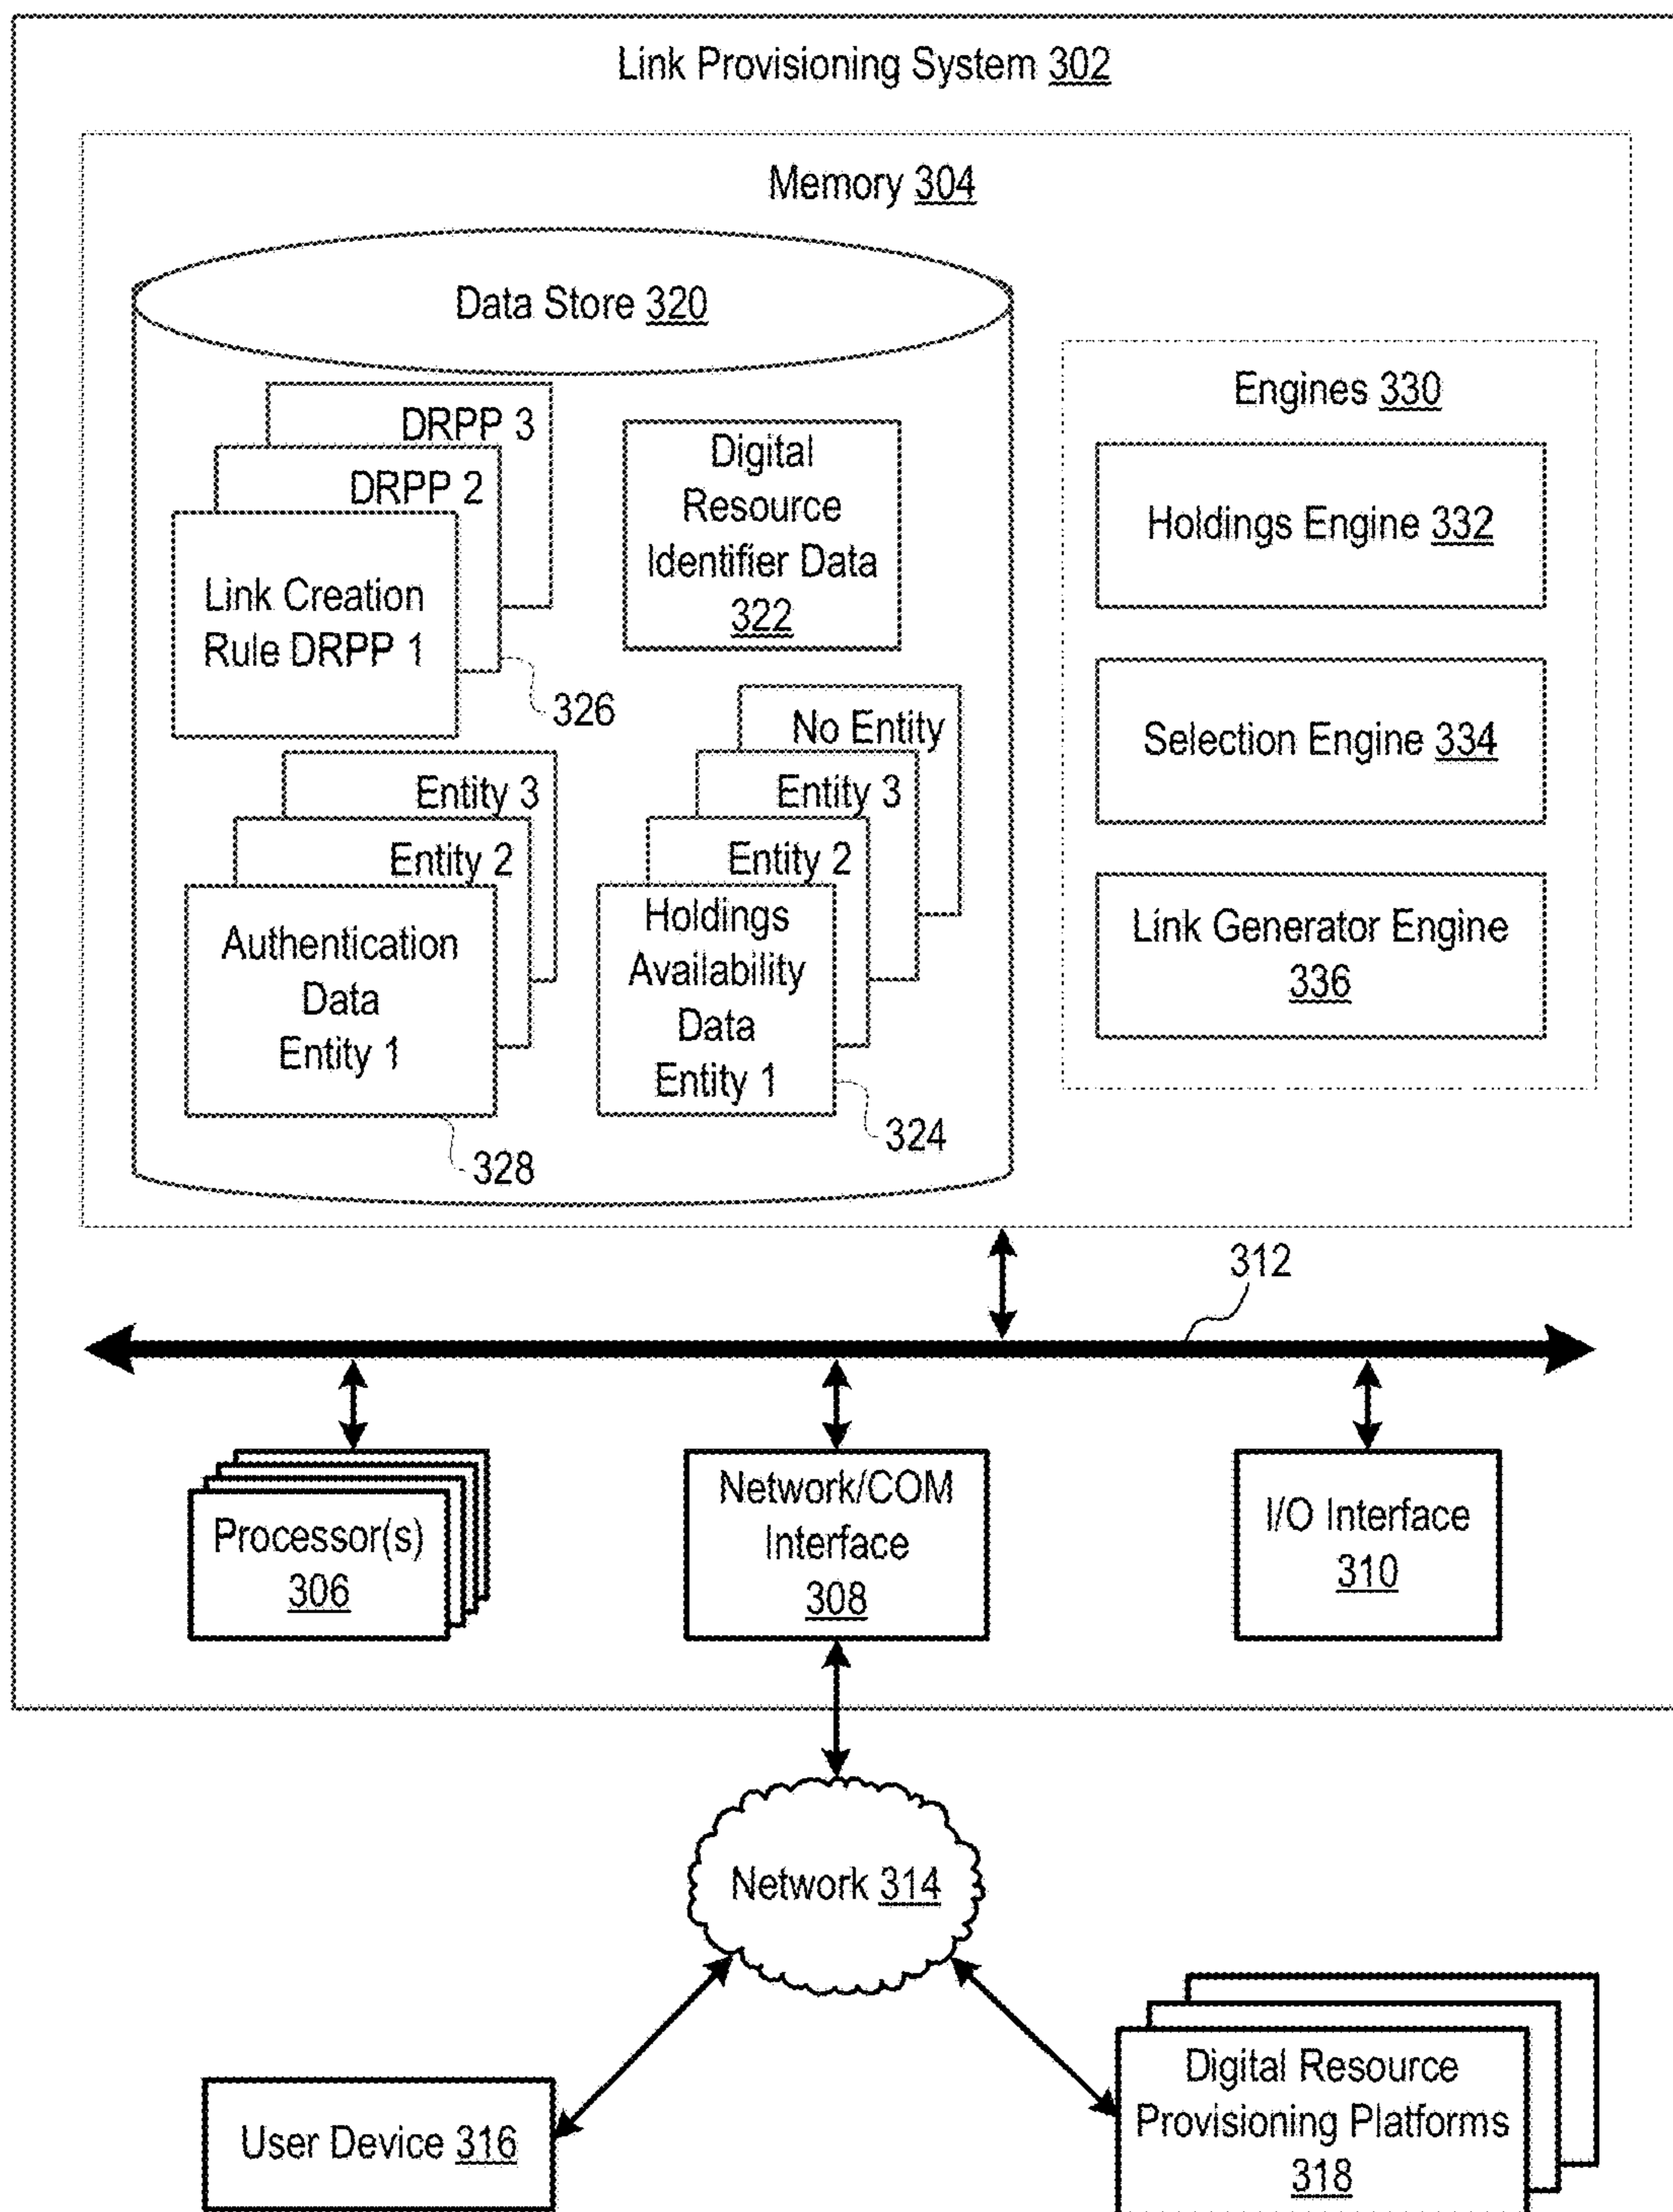 Link Provisioning System 302
Memory 304
Data Store 320
DRPP 3
DRPP 2
Link Creation
Rule DRPP 1
326
Digital
Resource
Identifier Data
322
Entity 3
Entity 2
Authentication
Data
Entity 1
328
No Entity
Entity 3
Entity 2
Holdings
Availability
Data
Entity 1
324
Engines 330
Holdings Engine 332
Selection Engine 334
Link Generator Engine
336
312
Processor(s)
306
Network/COM
Interface
308
I/O Interface
310
Network 314
User Device 316
Digital Resource
Provisioning Platforms
318